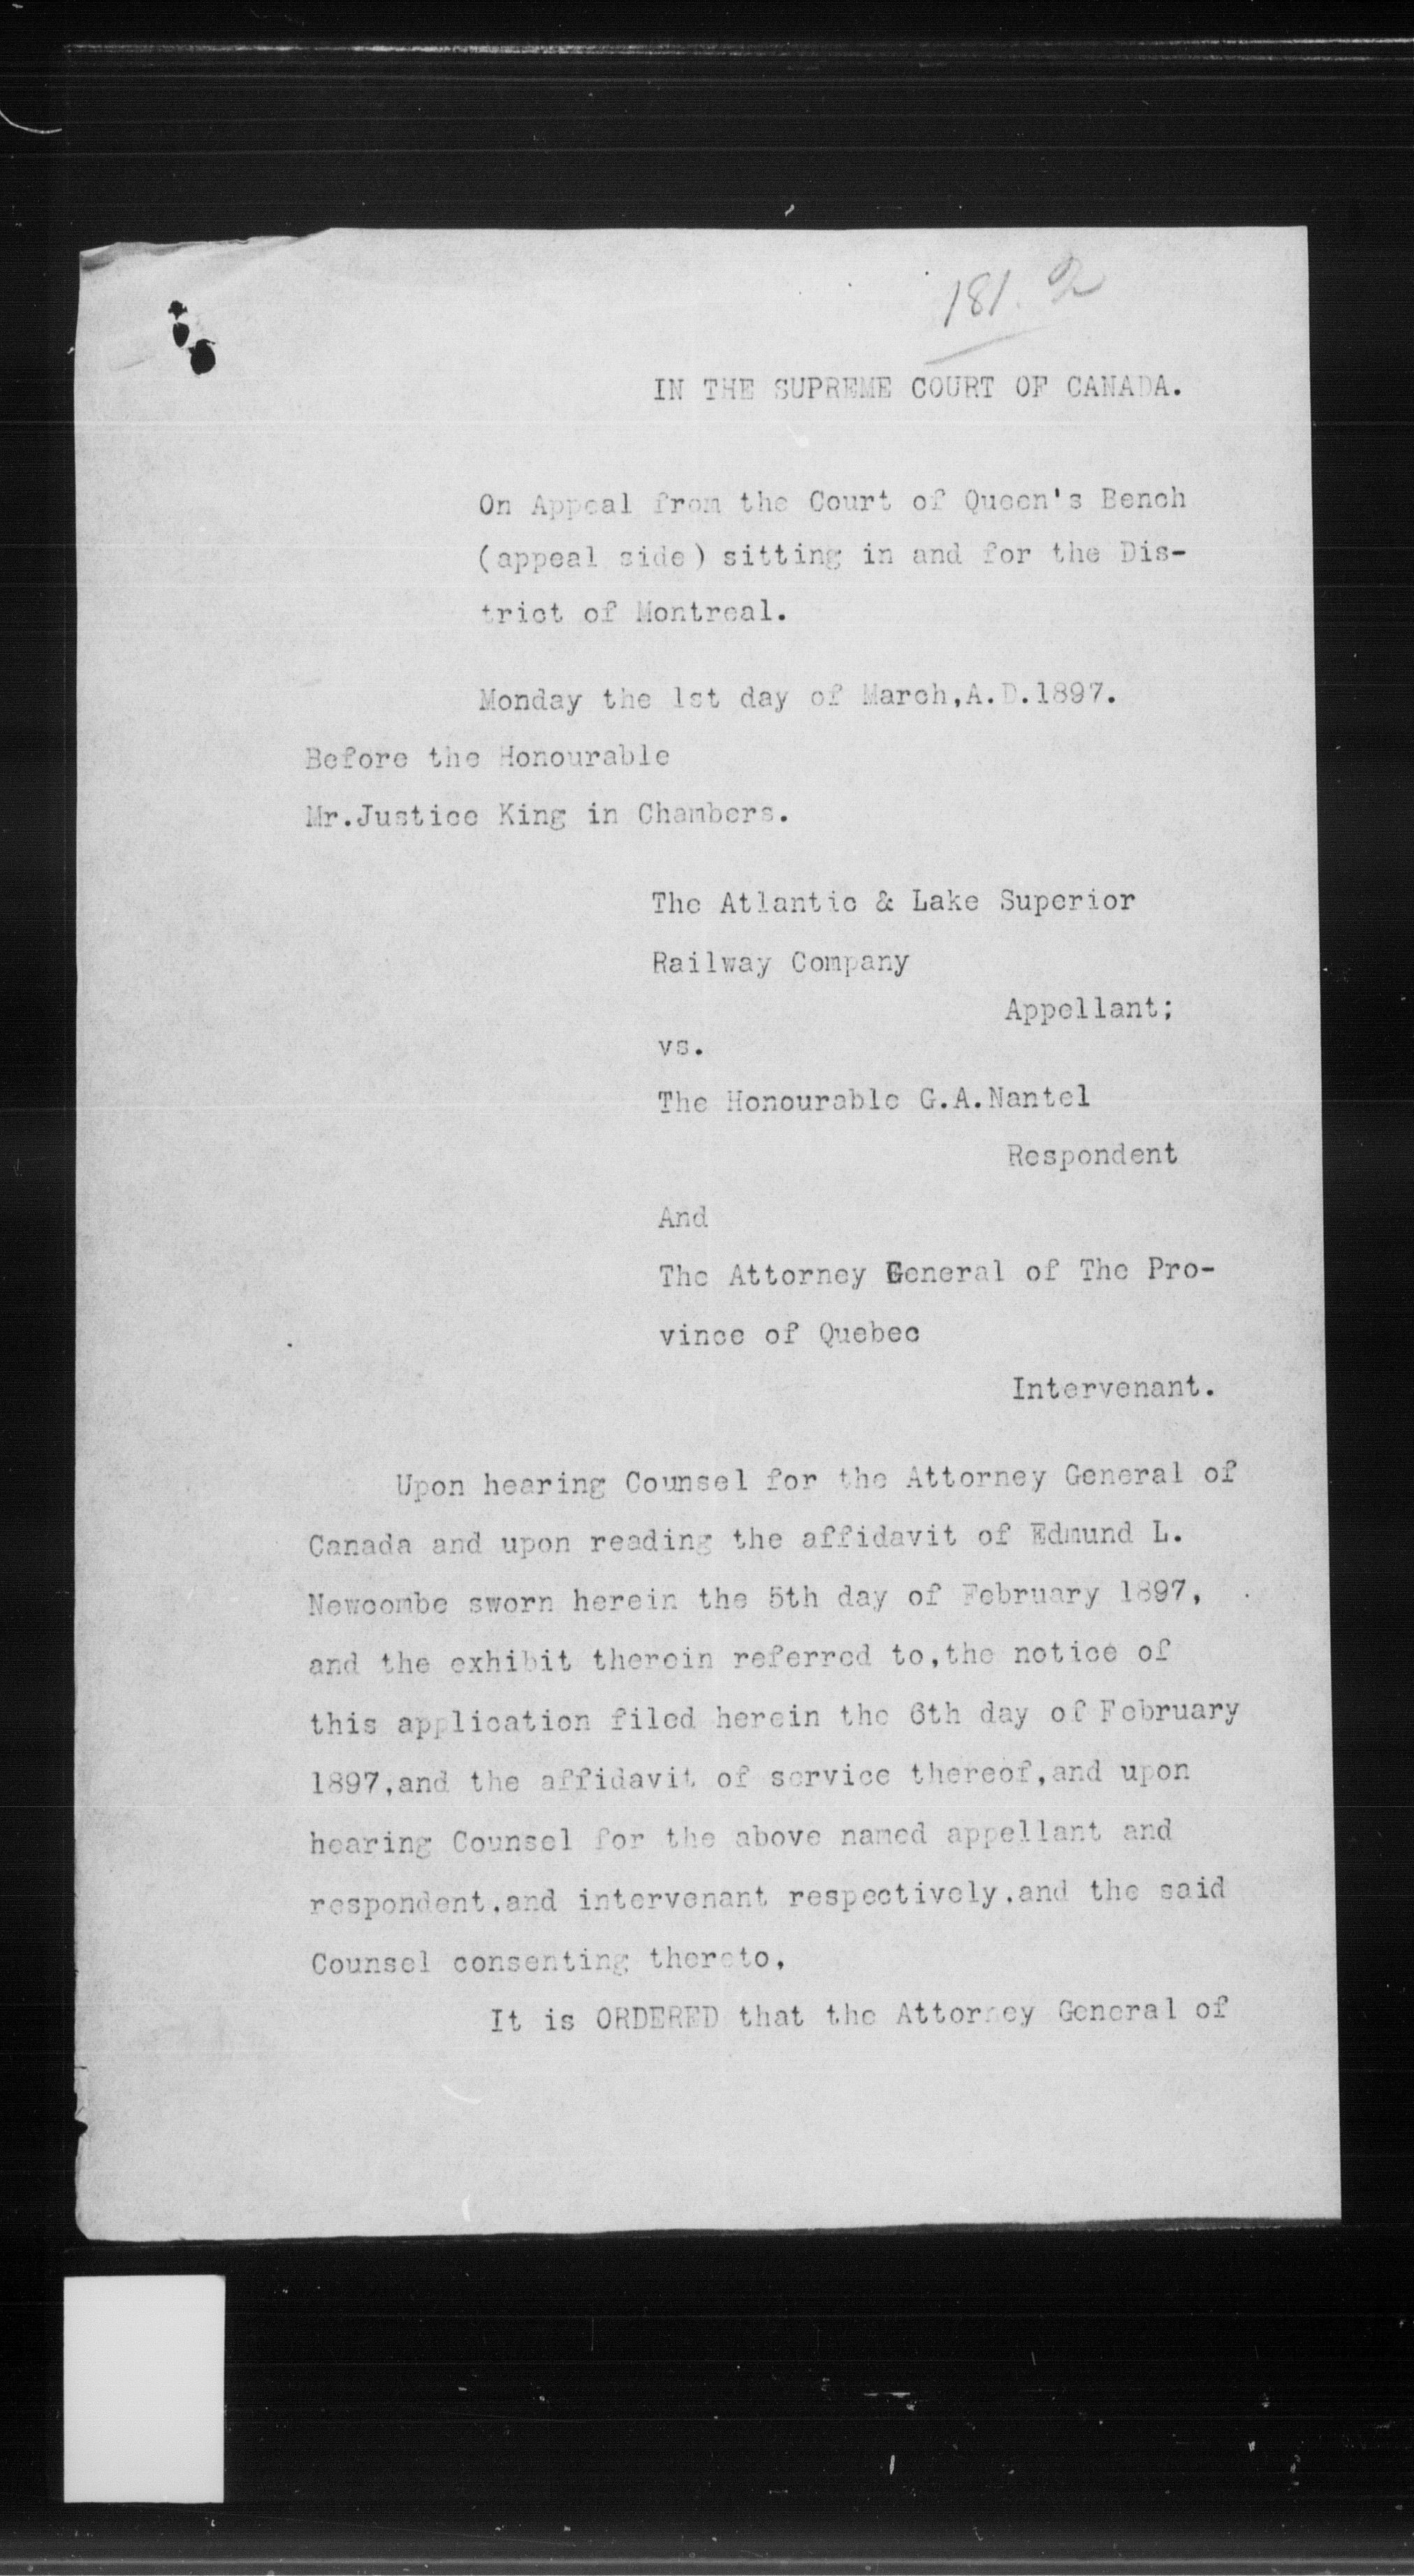 181.
IN THE SUPREME COURT OF CANADA.
On Appeal from the Court of Queen's Bench
(appeal side) sitting in and for the Dis-
trict of Montreal.
Monday the 1st day of March,A.D.1897.
Before the Honourable
Mr.Justice King in Chambers.
The Atlantic & Lake Superior
Railway Company
Appellant;
vs.
The Honourable G.A.Nantel
Respondent
And
The Attorney General of The Pro-
vince of Quebec
Intervenant.
Upon hearing Counsel for the Attorney General of
Canada and upon reading the affidavit of Edmund L.
Newcombe sworn herein the 5th day of February 1897,
and the exhibit therein referred to,the notice of
this application filed herein the 6th day of February
1897,and the affidavit of service thereof,and upon
hearing Counsel for the above named appellant and
respondent,and intervenant respectively,and the said
Counsel consenting thereto,
It is ORDERED that the Attorney General of